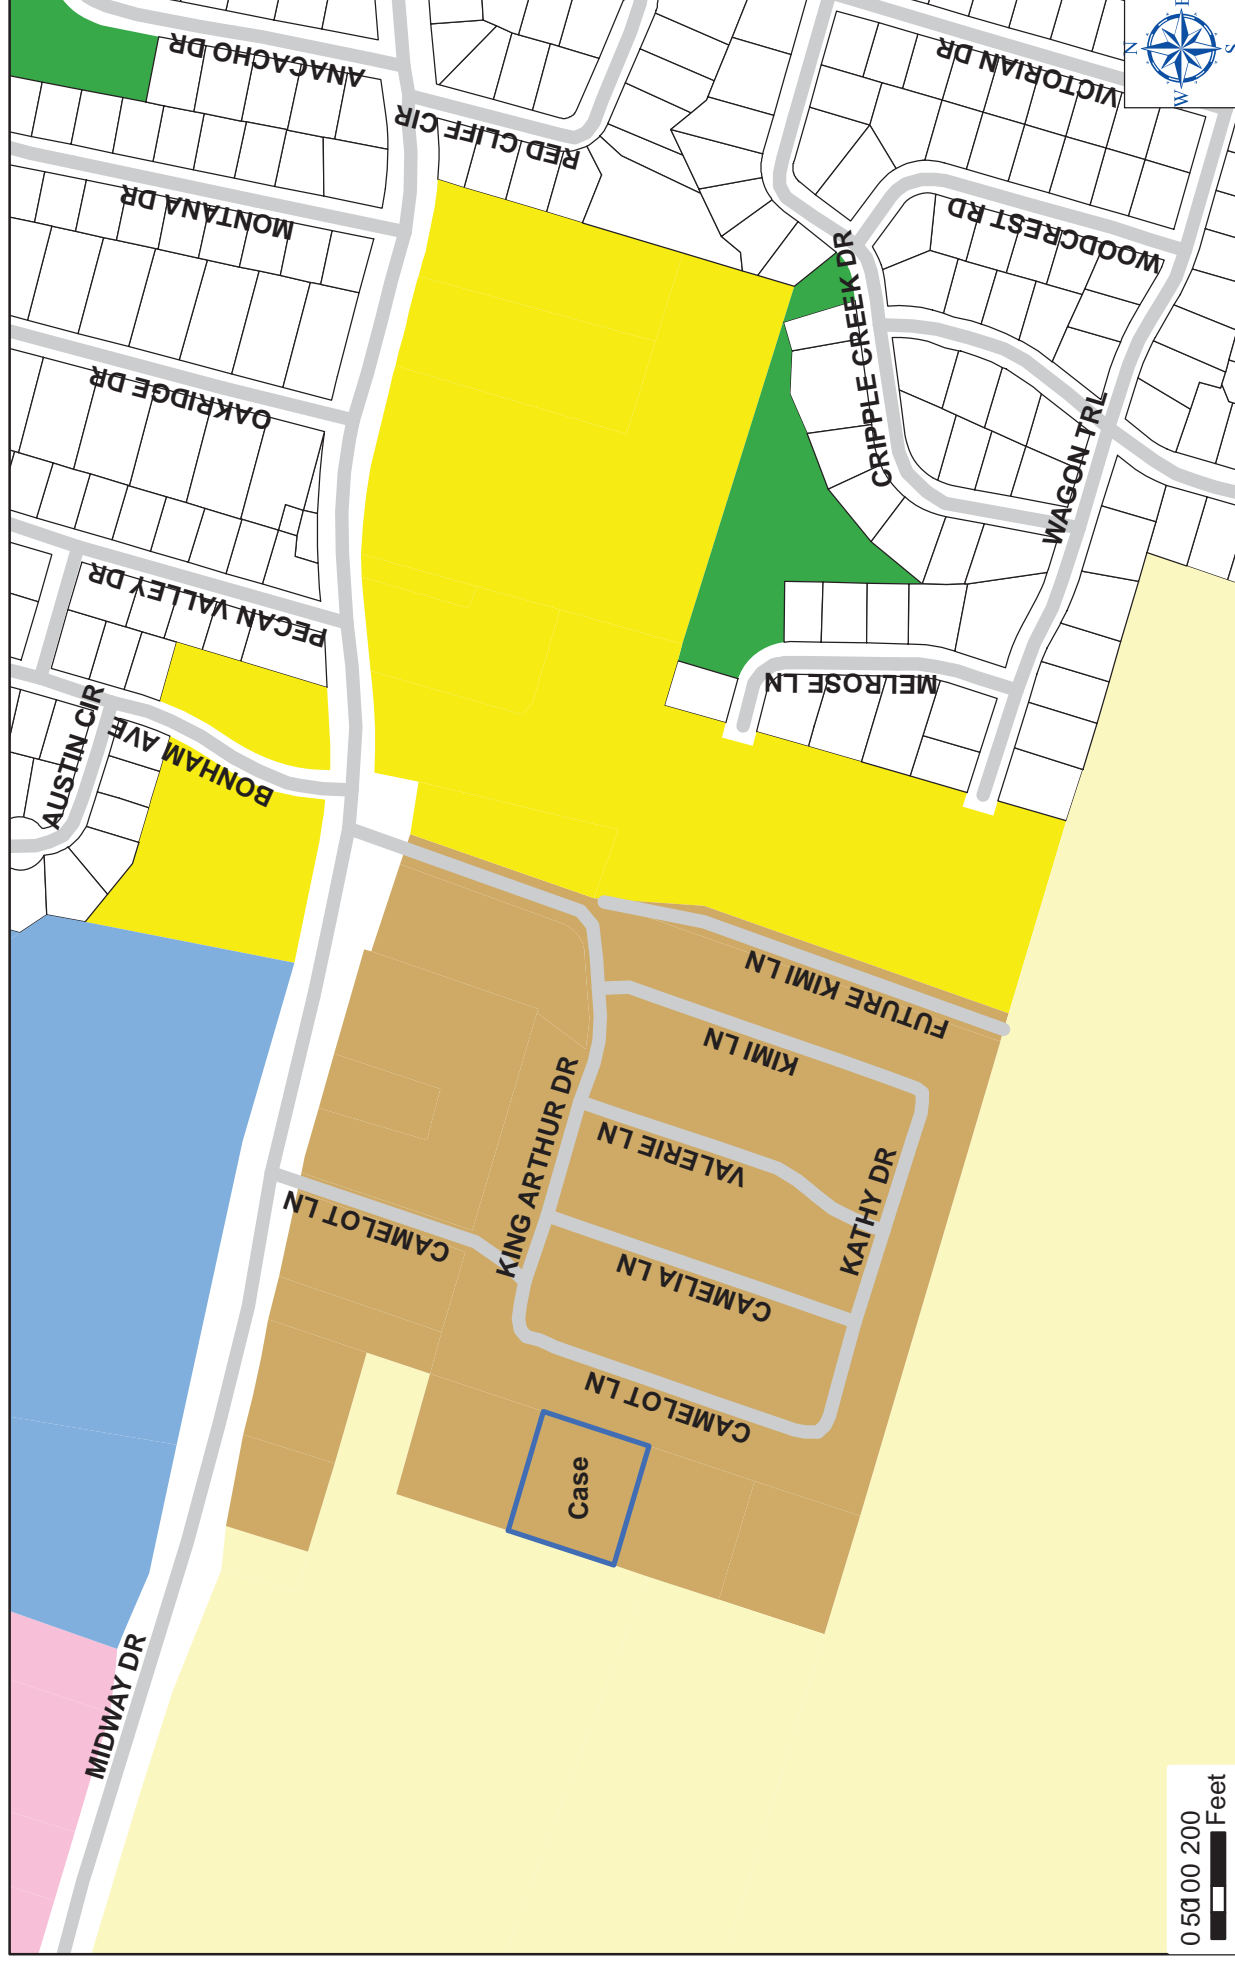 ANACACHO DR
RED CLIFF CIR
VICTORIAN DR
N
E
S
W
MONTANA DR
WOODCREST RD
CRIPPLE CREEK DR
OAKRIDGE DR
WAGON TRL
PECAN VALLEY DR
MELROSE LN
AUSTIN CIR
BONHAM AVE
FUTURE KIMI LN
KIMI LN
KING ARTHUR DR
VALERIE LN
KATHY DR
CAMELOT LN
CAMELIA LN
CAMELOT LN
Case
MIDWAY DR
0 50 100 200
Feet